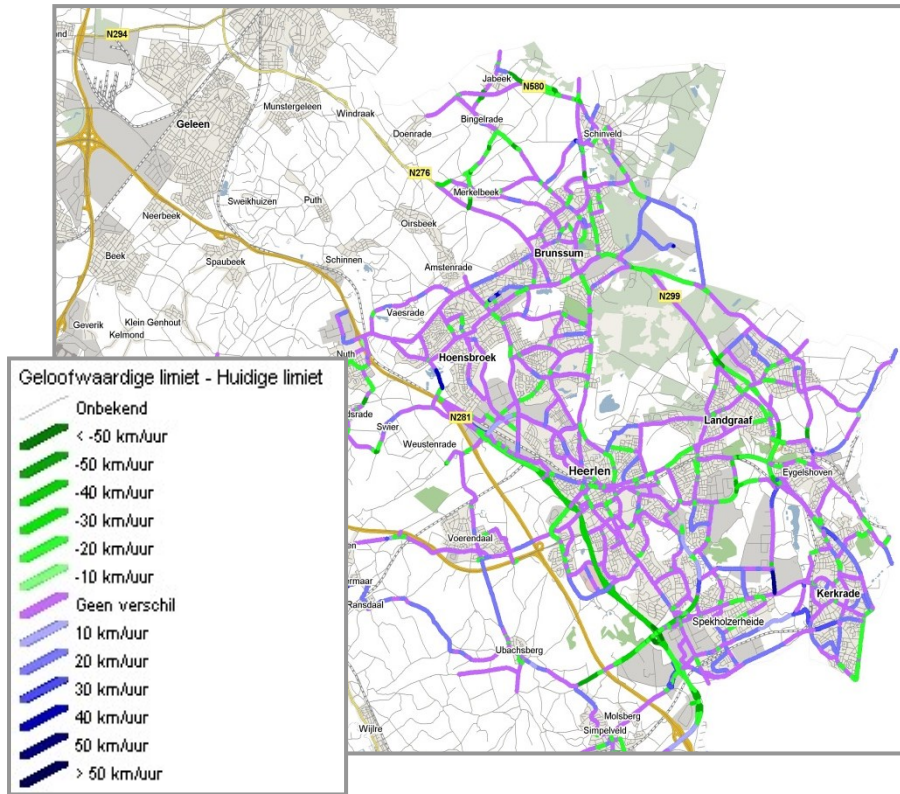 N294
Geleen
Munstergeleen
Windraak
Jabeek
N580
Bingelrade
Doenrade
Schinveld
N276
Merkelbeek
Sweikhuizen
Puth
Neerbeek
Oirsbeek
Beek
Spaubeek
Schinnen
Brunssum
Amstenrade
N299
Geverik
Klein Genhout
Kelmond
Vaesrade
Nuth
Hoensbroek
Geloofwaardige limiet - Huidige limiet
Onbekend
< -50 km/uur
-50 km/uur
-40 km/uur
-30 km/uur
-20 km/uur
-10 km/uur
Geen verschil
10 km/uur
20 km/uur
30 km/uur
40 km/uur
50 km/uur
> 50 km/uur
dsrade
Svier
N281
Weustenrade
Landgraaf
Heerlen
Eygelshoven
Voerendaal
en
ermaar
Ransdaal
Kerkrade
Spekholzerheide
Ubachsberg
Molsberg
Simpelveld
Wijlre